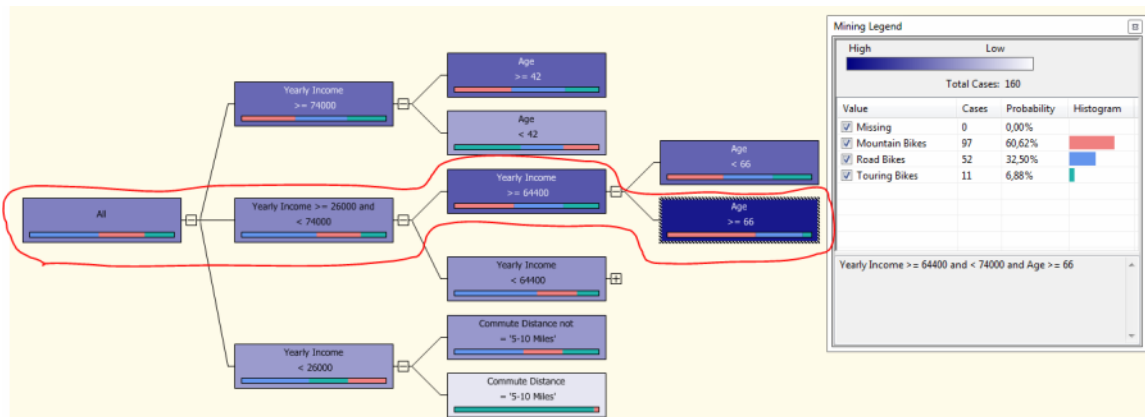 All
Yearly Income
>= 74000
Yearly Income >= 26000 and
< 74000
Yearly Income
< 26000
Age
>= 42
Age
< 42
Yearly Income
>= 64400
Yearly Income
< 64400
Commute Distance not
= '5-10 Miles'
Commute Distance
= '5-10 Miles'
Age
< 66
Age
>= 66
Mining Legend
High Low
Total Cases: 160
Value Cases Probability Histogram
Missing 0 0,00%
Mountain Bikes 97 60,62%
Road Bikes 52 32,50%
Touring Bikes 11 6,88%
Yearly Income >= 64400 and < 74000 and Age >= 66